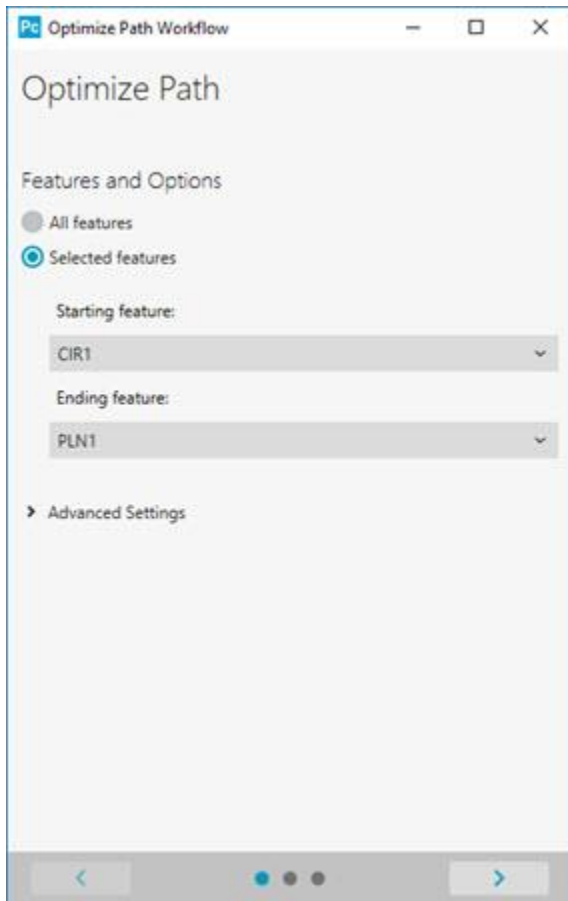 Pc Optimize Path Workflow
Optimize Path
Features and Options
All features
Selected features
Starting feature:
CIR1
Ending feature:
PLN1
Advanced Settings